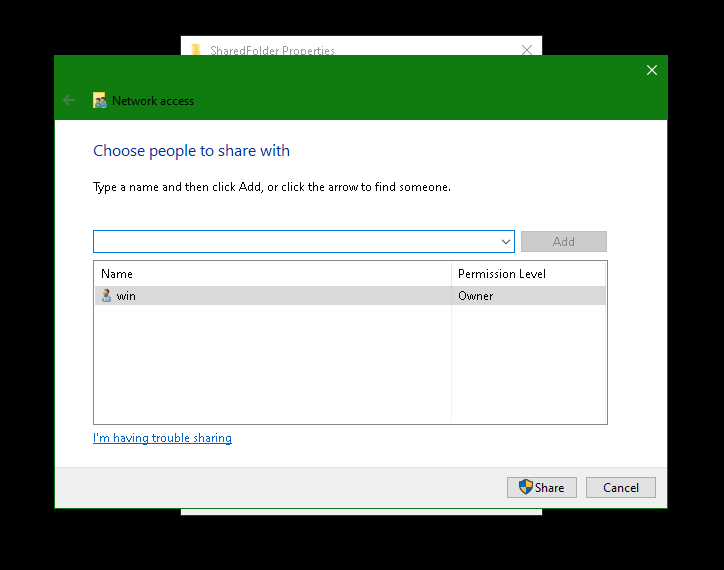 SharedFolder Properties
Network access
Choose people to share with
Type a name and then click Add, or click the arrow to find someone.
Add
Name Permission Level
win Owner
I'm having trouble sharing
Share Cancel